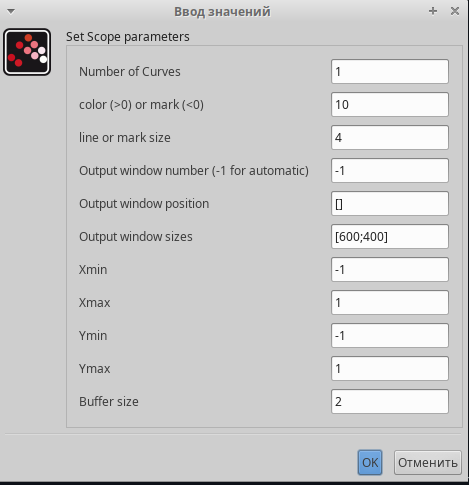 Ввод значений
Set Scope parameters
Number of Curves 1
color (>0) or mark (<0) 10
line or mark size 4
Output window number (-1 for automatic) -1
Output window position []
Output window sizes [600;400]
Xmin -1
Xmax 1
Ymin -1
Ymax 1
Buffer size 2
OK Отменить